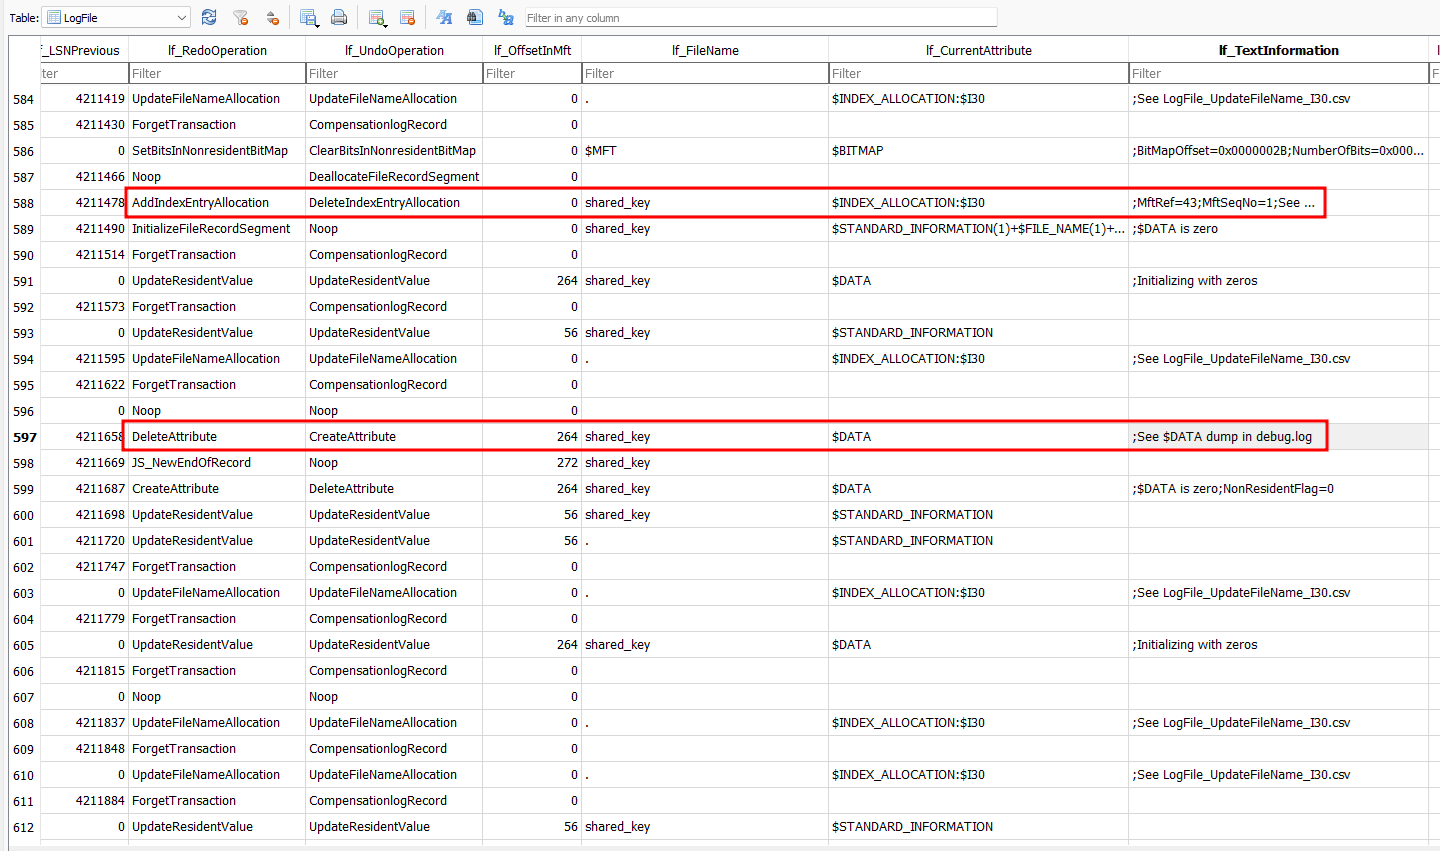 Table: LogFile Filter in any column
f_LSNPrevious lf_RedoOperation lf_UndoOperation lf_OffsetInMft lf_FileName lf_CurrentAttribute lf_TextInformation
ter Filter Filter Filter Filter Filter Filter F
584 4211419 UpdateFileNameAllocation UpdateFileNameAllocation 0 . $INDEX_ALLOCATION:$I30 ;See LogFile_UpdateFileName_I30.csv
585 4211430 ForgetTransaction CompensationlogRecord 0
586 0 SetBitsInNonresidentBitMap ClearBitsInNonresidentBitMap 0 $MFT $BITMAP ;BitMapOffset=0x0000002B;NumberOfBits=0x000...
587 4211466 Noop DeallocateFileRecordSegment 0
588 4211478 AddIndexEntryAllocation DeleteIndexEntryAllocation 0 shared_key $INDEX_ALLOCATION:$I30 ;MftRef=43;MftSeqNo=1;See ...
589 4211490 InitializeFileRecordSegment Noop 0 shared_key $STANDARD_INFORMATION(1)+$FILE_NAME(1)+... ;$DATA is zero
590 4211514 ForgetTransaction CompensationlogRecord 0
591 0 UpdateResidentValue UpdateResidentValue 264 shared_key $DATA ;Initializing with zeros
592 4211573 ForgetTransaction CompensationlogRecord 0
593 0 UpdateResidentValue UpdateResidentValue 56 shared_key $STANDARD_INFORMATION
594 4211595 UpdateFileNameAllocation UpdateFileNameAllocation 0 . $INDEX_ALLOCATION:$I30 ;See LogFile_UpdateFileName_I30.csv
595 4211622 ForgetTransaction CompensationlogRecord 0
596 0 Noop Noop 0
597 4211658 DeleteAttribute CreateAttribute 264 shared_key $DATA ;See $DATA dump in debug.log
598 4211669 JS_NewEndOfRecord Noop 272 shared_key
599 4211687 CreateAttribute DeleteAttribute 264 shared_key $DATA ;$DATA is zero;NonResidentFlag=0
600 4211698 UpdateResidentValue UpdateResidentValue 56 shared_key $STANDARD_INFORMATION
601 4211720 UpdateResidentValue UpdateResidentValue 56 . $STANDARD_INFORMATION
602 4211747 ForgetTransaction CompensationlogRecord 0
603 0 UpdateFileNameAllocation UpdateFileNameAllocation 0 . $INDEX_ALLOCATION:$I30 ;See LogFile_UpdateFileName_I30.csv
604 4211779 ForgetTransaction CompensationlogRecord 0
605 0 UpdateResidentValue UpdateResidentValue 264 shared_key $DATA ;Initializing with zeros
606 4211815 ForgetTransaction CompensationlogRecord 0
607 0 Noop Noop 0
608 4211837 UpdateFileNameAllocation UpdateFileNameAllocation 0 . $INDEX_ALLOCATION:$I30 ;See LogFile_UpdateFileName_I30.csv
609 4211848 ForgetTransaction CompensationlogRecord 0
610 0 UpdateFileNameAllocation UpdateFileNameAllocation 0 . $INDEX_ALLOCATION:$I30 ;See LogFile_UpdateFileName_I30.csv
611 4211884 ForgetTransaction CompensationlogRecord 0
612 0 UpdateResidentValue UpdateResidentValue 56 shared_key $STANDARD_INFORMATION